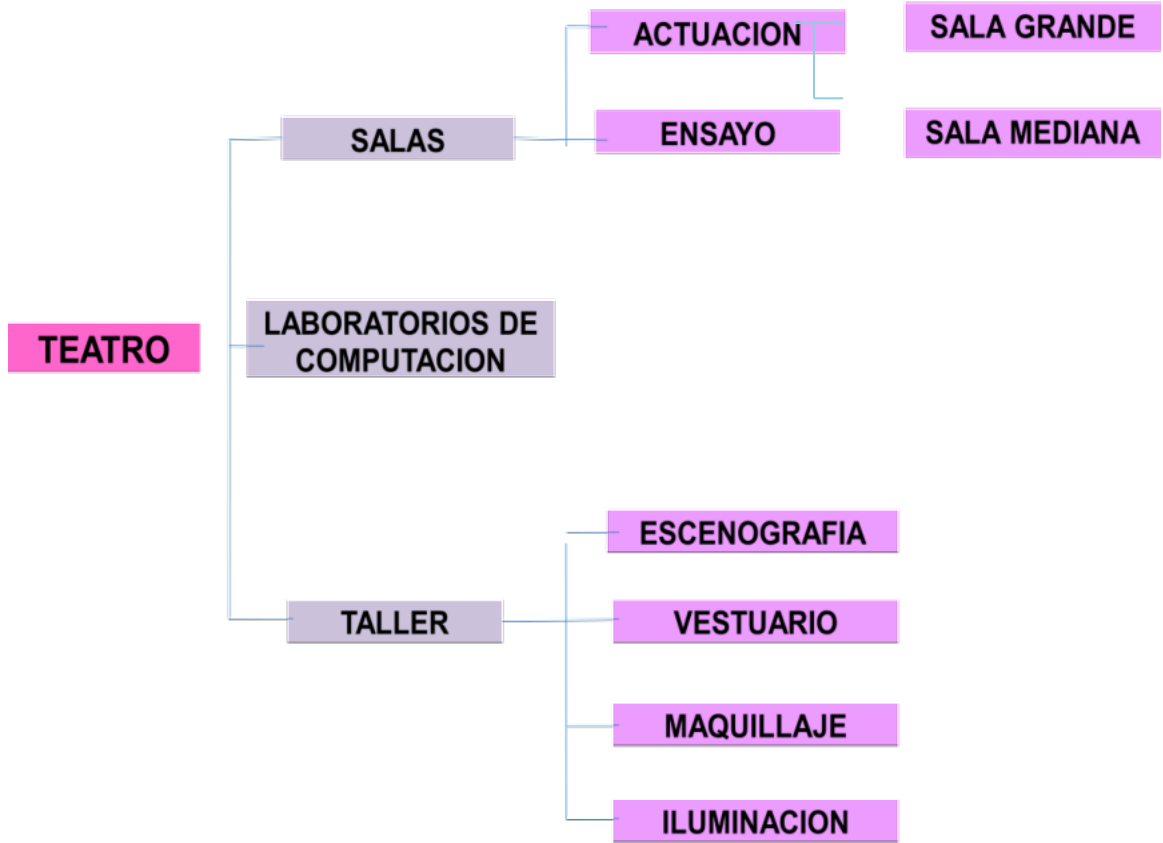 ACTUACION
SALA GRANDE
SALAS
ENSAYO
SALA MEDIANA
TEATRO
LABORATORIOS DE
COMPUTACION
ESCENOGRAFIA
TALLER
VESTUARIO
MAQUILLAJE
ILUMINACION